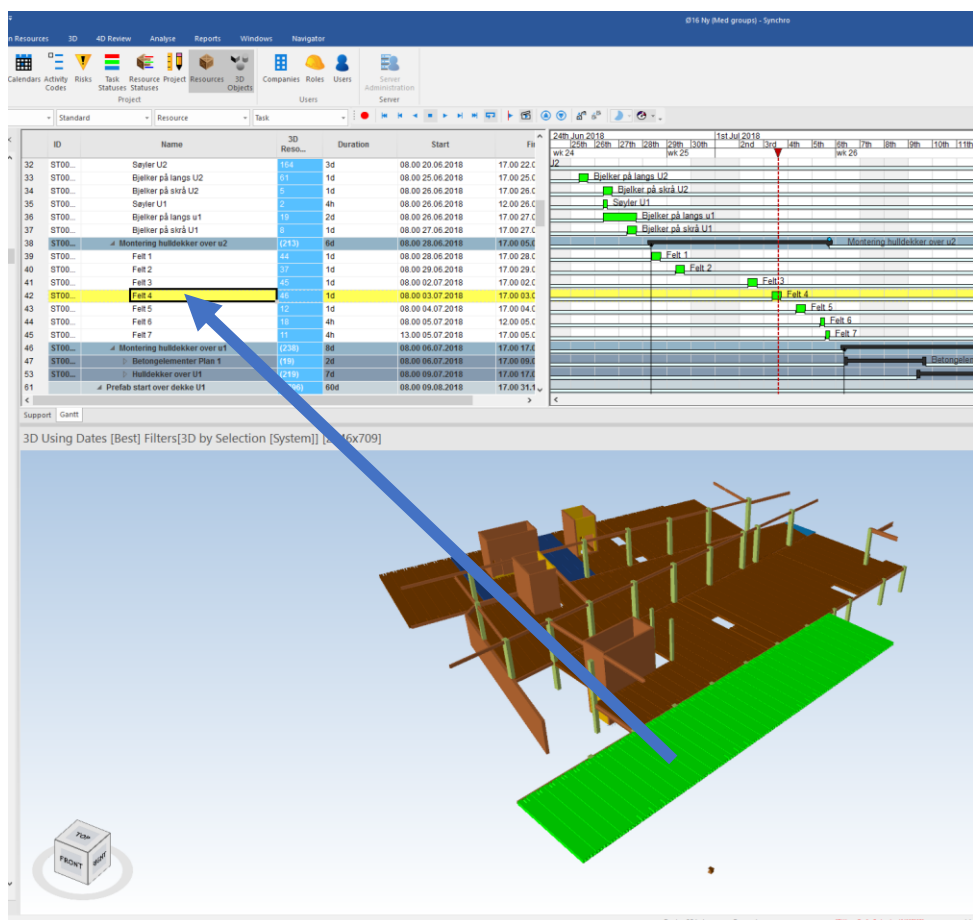 Ø16 Ny (Med groups) - Synchro
n Resources 3D 4D Review Analyse Reports Windows Navigator
Calendars Activity Codes Risks Task Statuses Resource Statuses Project Resources 3D Objects Companies Roles Users Server Administration
Project Users Server
Standard Resource Task
ID Name 3D Reso... Duration Start Fi
24th Jun 2018 1st Jul 2018
25th 26th 27th 28th 29th 30th 2nd 3rd 4th 5th 6th 7th 8th 9th 10th 11th
wk 24 wk 25 wk 26
32 ST00... Søyler U2 164 3d 08.00 20.06.2018 17.00 22.0 U2
33 ST00... Bjelker på langs U2 61 1d 08.00 25.06.2018 17.00 25.0 Bjelker på langs U2
34 ST00... Bjelker på skrå U2 5 1d 08.00 26.06.2018 17.00 26.0 Bjelker på skrå U2
35 ST00... Søyler U1 2 4h 08.00 26.06.2018 12.00 26.0 Søyler U1
36 ST00... Bjelker på langs u1 19 2d 08.00 26.06.2018 17.00 27.0 Bjelker på langs u1
37 ST00... Bjelker på skrå U1 8 1d 08.00 27.06.2018 17.00 27.0 Bjelker på skrå U1
38 ST00... Montering hulldekker over u2 (213) 6d 08.00 28.06.2018 17.00 05.0 Montering hulldekker over u2
39 ST00... Felt 1 44 1d 08.00 28.06.2018 17.00 28.0 Felt 1
40 ST00... Felt 2 37 1d 08.00 29.06.2018 17.00 29.0 Felt 2
41 ST00... Felt 3 45 1d 08.00 02.07.2018 17.00 02.0 Felt 3
42 ST00... Felt 4 46 1d 08.00 03.07.2018 17.00 03.0 Felt 4
43 ST00... Felt 5 12 1d 08.00 04.07.2018 17.00 04.0 Felt 5
44 ST00... Felt 6 18 4h 08.00 05.07.2018 12.00 05.0 Felt 6
45 ST00... Felt 7 11 4h 13.00 05.07.2018 17.00 05.0 Felt 7
46 ST00... Montering hulldekker over u1 (238) 8d 08.00 06.07.2018 17.00 17.0
47 ST00... Betongelementer Plan 1 (19) 2d 08.00 06.07.2018 17.00 09.0 Betongelem
53 ST00... Hulldekker over U1 (219) 7d 08.00 09.07.2018 17.00 17.0
61 Prefab start over dekke U1 60d 08.00 09.08.2018 17.00 31.1
Support Gantt
3D Using Dates [Best] Filters[3D by Selection [System]]
TOP
FRONT